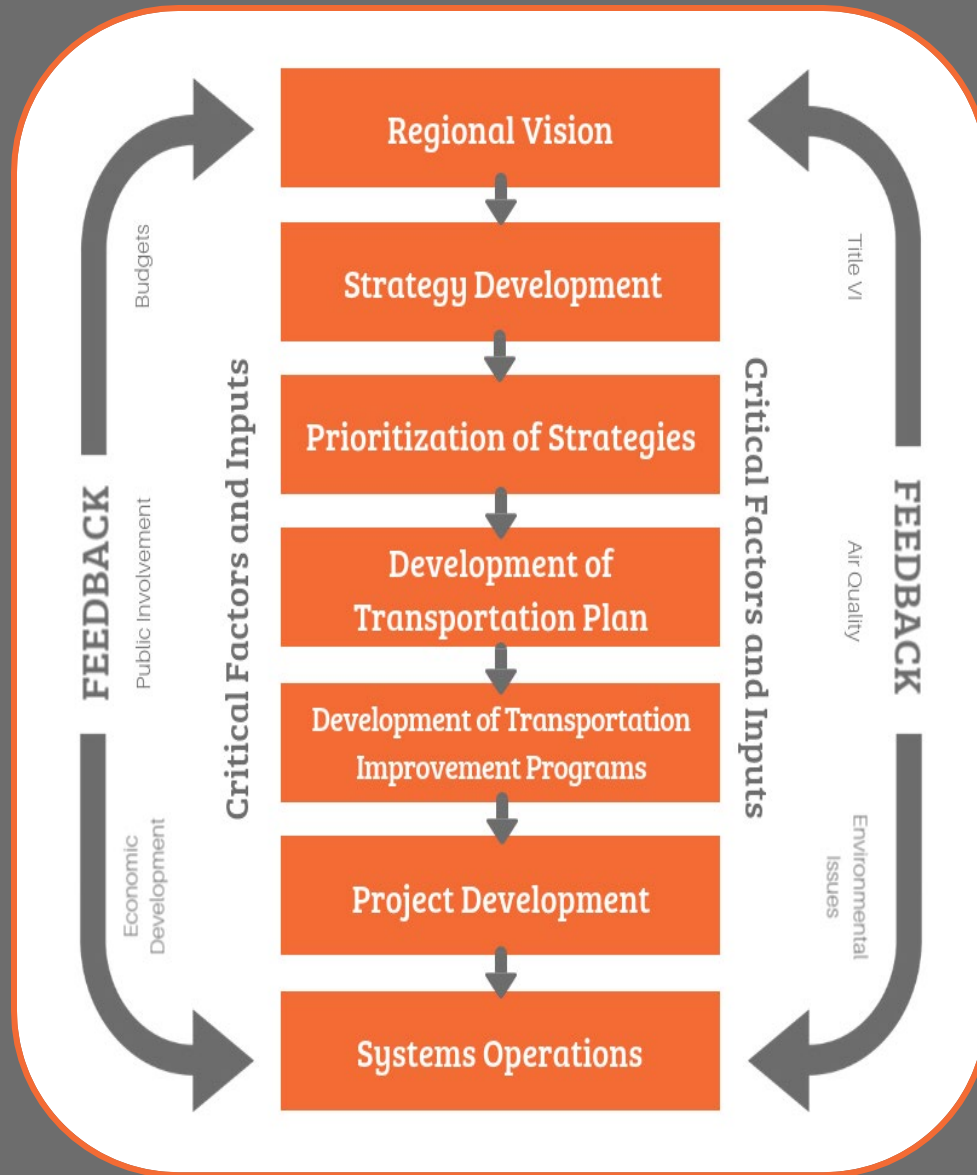 Regional Vision
Strategy Development
Prioritization of Strategies
Development of
Transportation Plan
Development of Transportation
Improvement Programs
Project Development
Systems Operations
FEEDBACK
Budgets
Public Involvement
Economic
Development
Critical Factors and Inputs
Critical Factors and Inputs
Title VI
Air Quality
Environmental
Issues
FEEDBACK